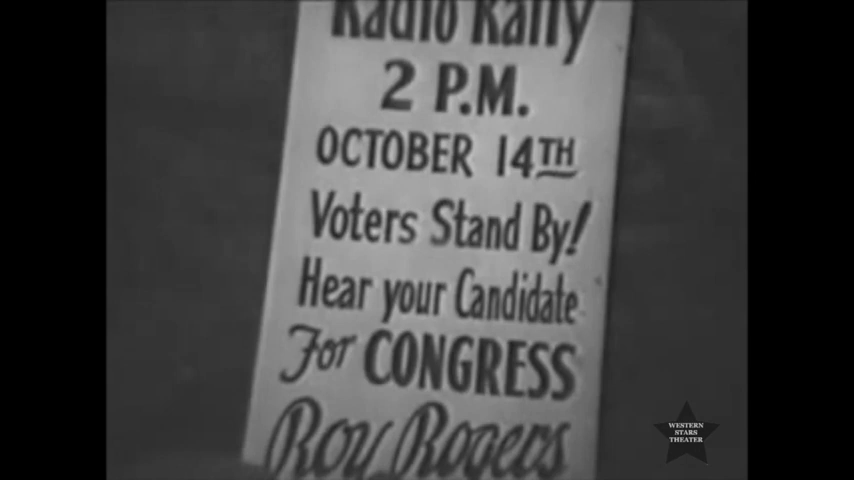 Radio Rally
2 P.M.
OCTOBER 14TH
Voters Stand By!
Hear your Candidate
For CONGRESS
Roy Rogers
WESTERN
STARS
THEATER